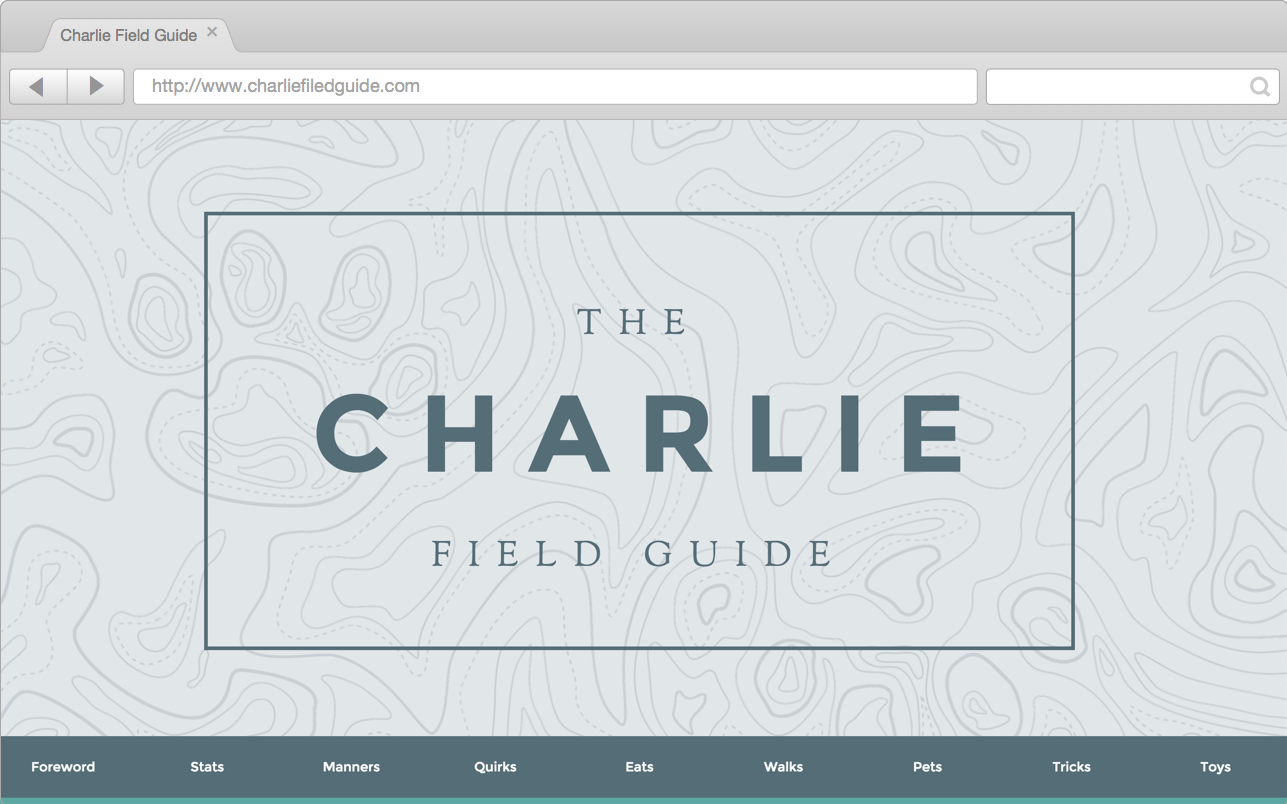 Charlie Field Guide
http://www.charliefiledguide.com
THE
CHARLIE
FIELD GUIDE
Foreword Stats Manners Quirks Eats Walks Pets Tricks Toys